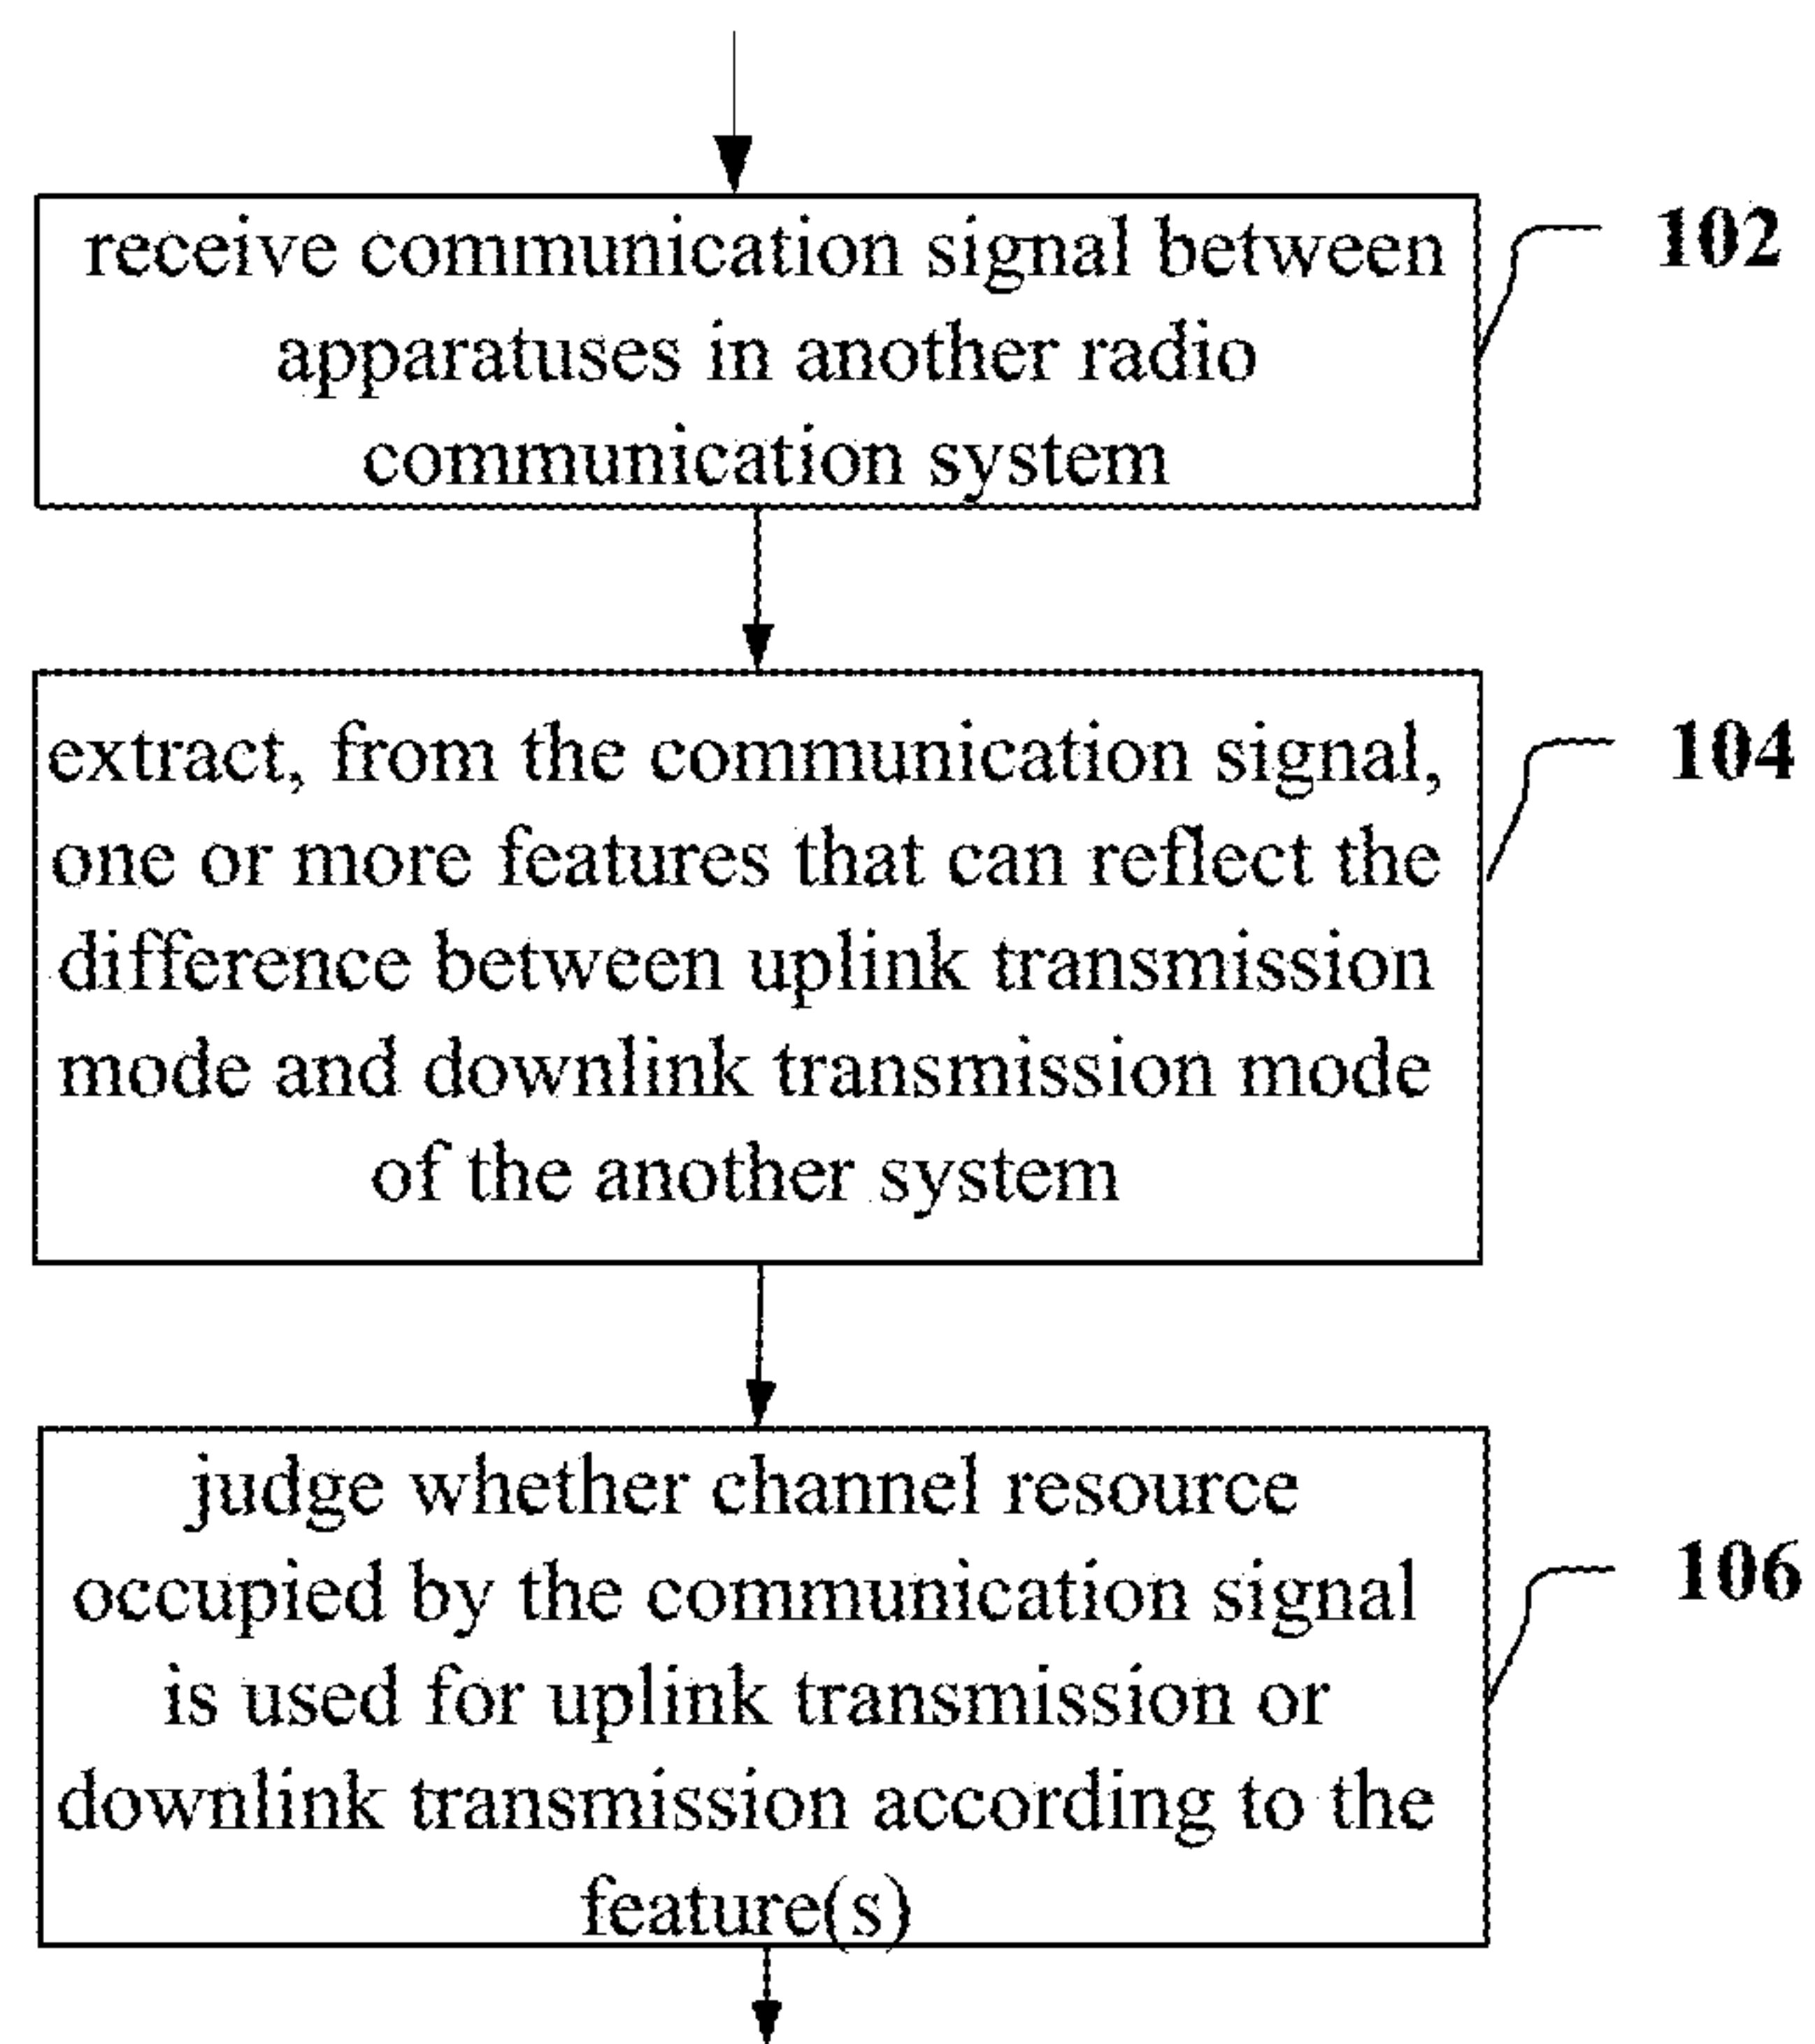 receive communication signal between
apparatuses in another radio
communication system
102
extract, from the communication signal,
one or more features that can reflect the
difference between uplink transmission
mode and downlink transmission mode
of the another system
104
judge whether channel resource
occupied by the communication signal
is used for uplink transmission or
downlink transmission according to the
feature(s)
106